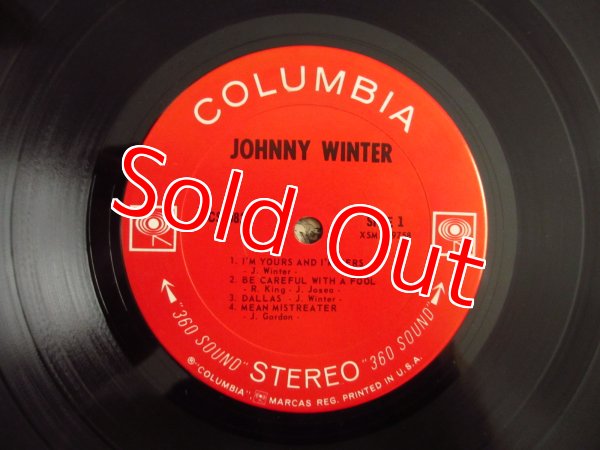 COLUMBIA
JOHNNY WINTER
Sold Out
SIDE 1
1. I'M YOURS AND
- J. Winter -
2. BE CAREFUL WITH A FOOL
- R. King - J. Josea -
3. DALLAS - J. Winter -
4. MEAN MISTREATER
- J. Gordon -
"360 SOUND" STEREO "360 SOUND"
® "COLUMBIA", MARCAS REG. PRINTED IN U.S.A.